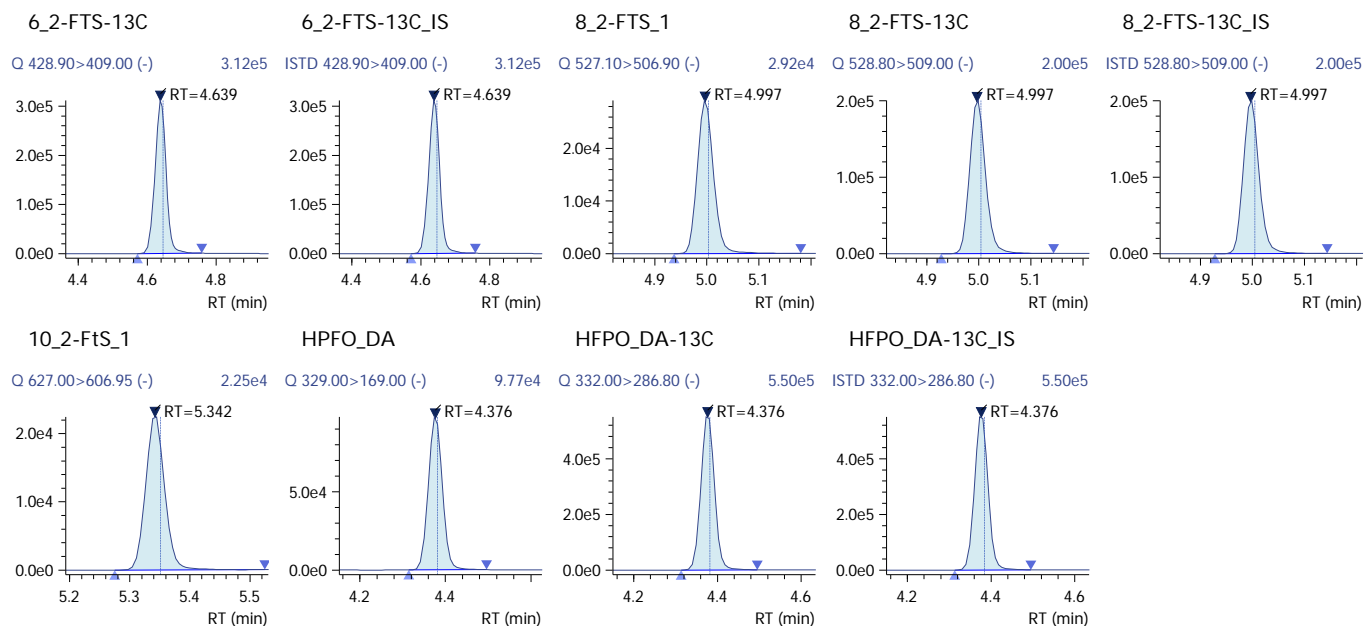 6_2-FTS-13C 6_2-FTS-13C_IS 8_2-FTS_1 8_2-FTS-13C 8_2-FTS-13C_IS
Q 428.90>409.00 (-) 3.12e5 ISTD 428.90>409.00 (-) 3.12e5 Q 527.10>506.90 (-) 2.92e4 Q 528.80>509.00 (-) 2.00e5 ISTD 528.80>509.00 (-) 2.00e5
3.0e5 RT=4.639 3.0e5 RT=4.639 RT=4.997 2.0e5 RT=4.997 2.0e5 RT=4.997
2.0e5 2.0e5 2.0e4
1.0e5 1.0e5 1.0e4 1.0e5 1.0e5
0.0e0 0.0e0 0.0e0 0.0e0 0.0e0
4.4 4.6 4.8 4.4 4.6 4.8 4.9 5.0 5.1 4.9 5.0 5.1 4.9 5.0 5.1
RT (min) RT (min) RT (min) RT (min) RT (min)
10_2-FtS_1 HPFO_DA HFPO_DA-13C HFPO_DA-13C_IS
Q 627.00>606.95 (-) 2.25e4 Q 329.00>169.00 (-) 9.77e4 Q 332.00>286.80 (-) 5.50e5 ISTD 332.00>286.80 (-) 5.50e5
RT=5.342 RT=4.376 RT=4.376 RT=4.376
2.0e4 4.0e5 4.0e5
1.0e4 5.0e4 2.0e5 2.0e5
0.0e0 0.0e0 0.0e0 0.0e0
5.2 5.3 5.4 5.5 4.2 4.4 4.2 4.4 4.6 4.2 4.4 4.6
RT (min) RT (min) RT (min) RT (min)